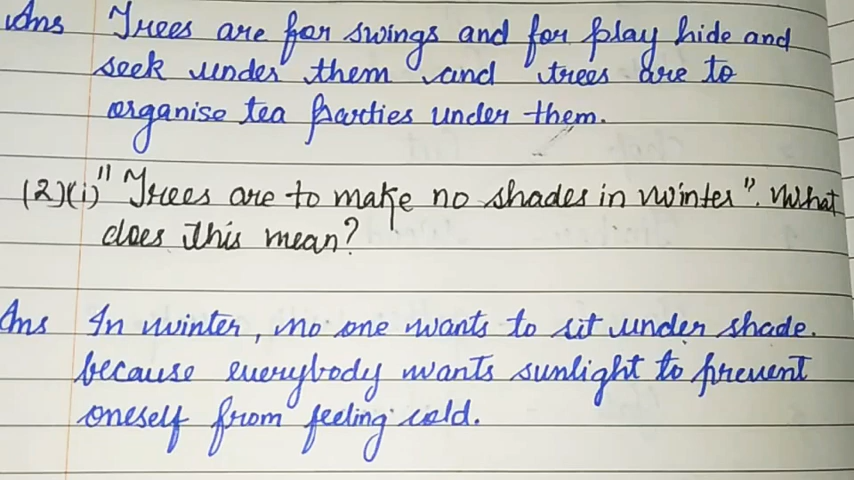 Ans Trees are for swings and for play hide and
seek under them and trees are to
organise tea parties under them.
(2)(i) "Trees are to make no shades in winter". What
does this mean?
Ans In winter, no one wants to sit under shade.
because everybody wants sunlight to prevent
oneself from feeling cold.